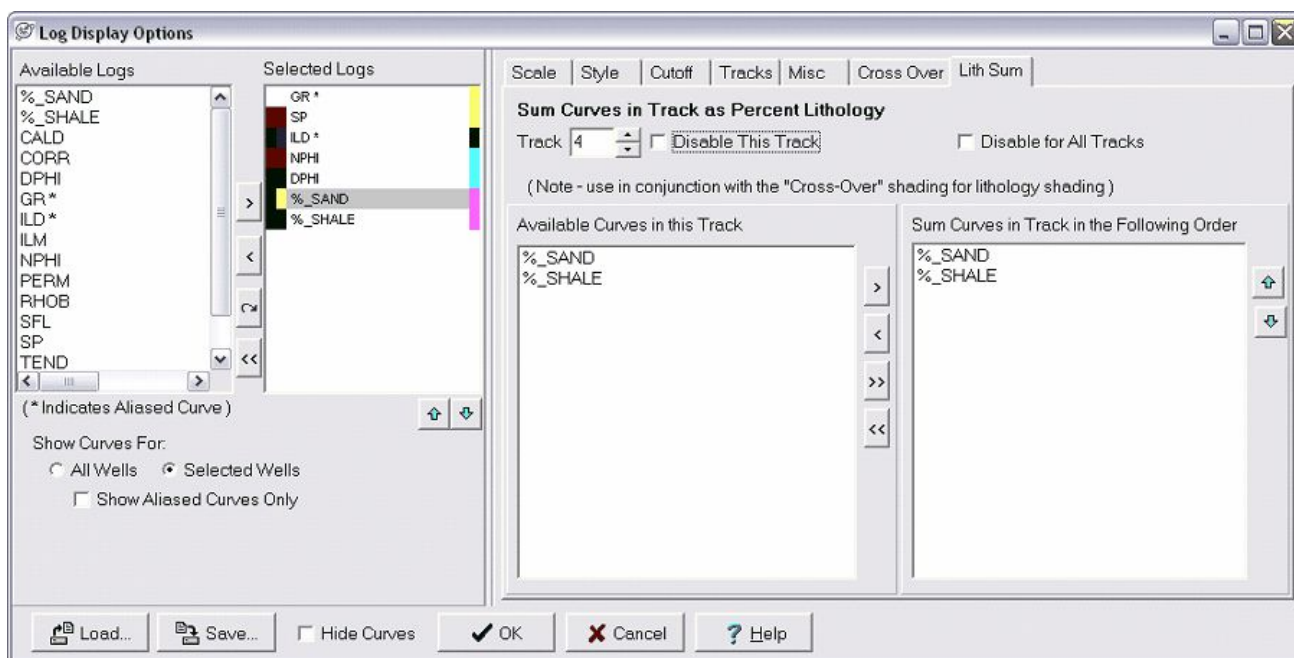 Log Display Options
Available Logs
%_SAND
%_SHALE
CALD
CORR
DPHI
GR *
ILD *
ILM
NPHI
PERM
RHOB
SFL
SP
TEND
>
<
<<
Selected Logs
GR *
SP
ILD *
NPHI
DPHI
%_SAND
%_SHALE
(* Indicates Aliased Curve )
Show Curves For:
All Wells Selected Wells
Show Aliased Curves Only
Scale Style Cutoff Tracks Misc Cross Over Lith Sum
Sum Curves in Track as Percent Lithology
Track 4 Disable This Track Disable for All Tracks
( Note - use in conjunction with the "Cross-Over" shading for lithology shading )
Available Curves in this Track
%_SAND
%_SHALE
>
<
>>
<<
Sum Curves in Track in the Following Order
%_SAND
%_SHALE
Load... Save... Hide Curves OK Cancel ? Help